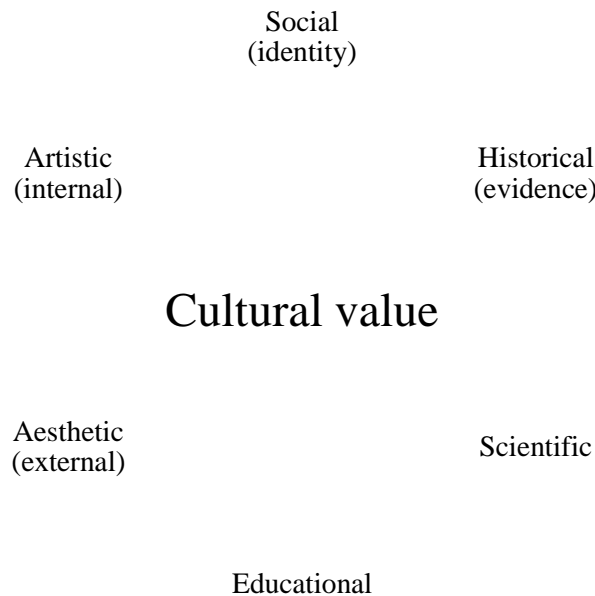 Social
(identity)
Artistic
(internal)
Historical
(evidence)
Cultural value
Aesthetic
(external)
Scientific
Educational